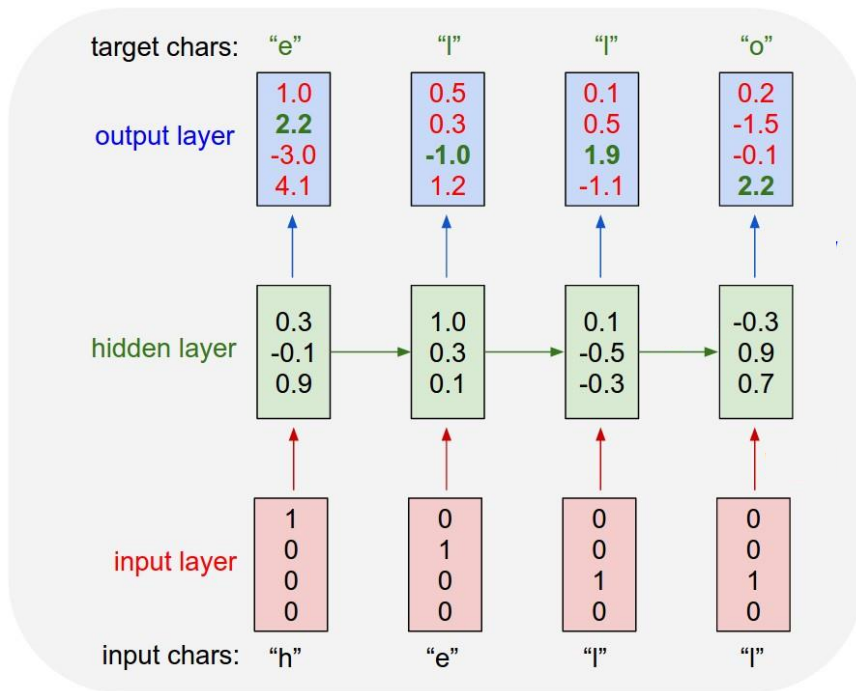 target chars: “e” “l” “l” “o”
output layer
1.0 0.5 0.1 0.2
2.2 0.3 0.5 -1.5
-3.0 -1.0 1.9 -0.1
4.1 1.2 -1.1 2.2
hidden layer
0.3 1.0 0.1 -0.3
-0.1 0.3 -0.5 0.9
0.9 0.1 -0.3 0.7
input layer
1 0 0 0
0 1 0 0
0 0 1 1
0 0 0 0
input chars: “h” “e” “l” “l”